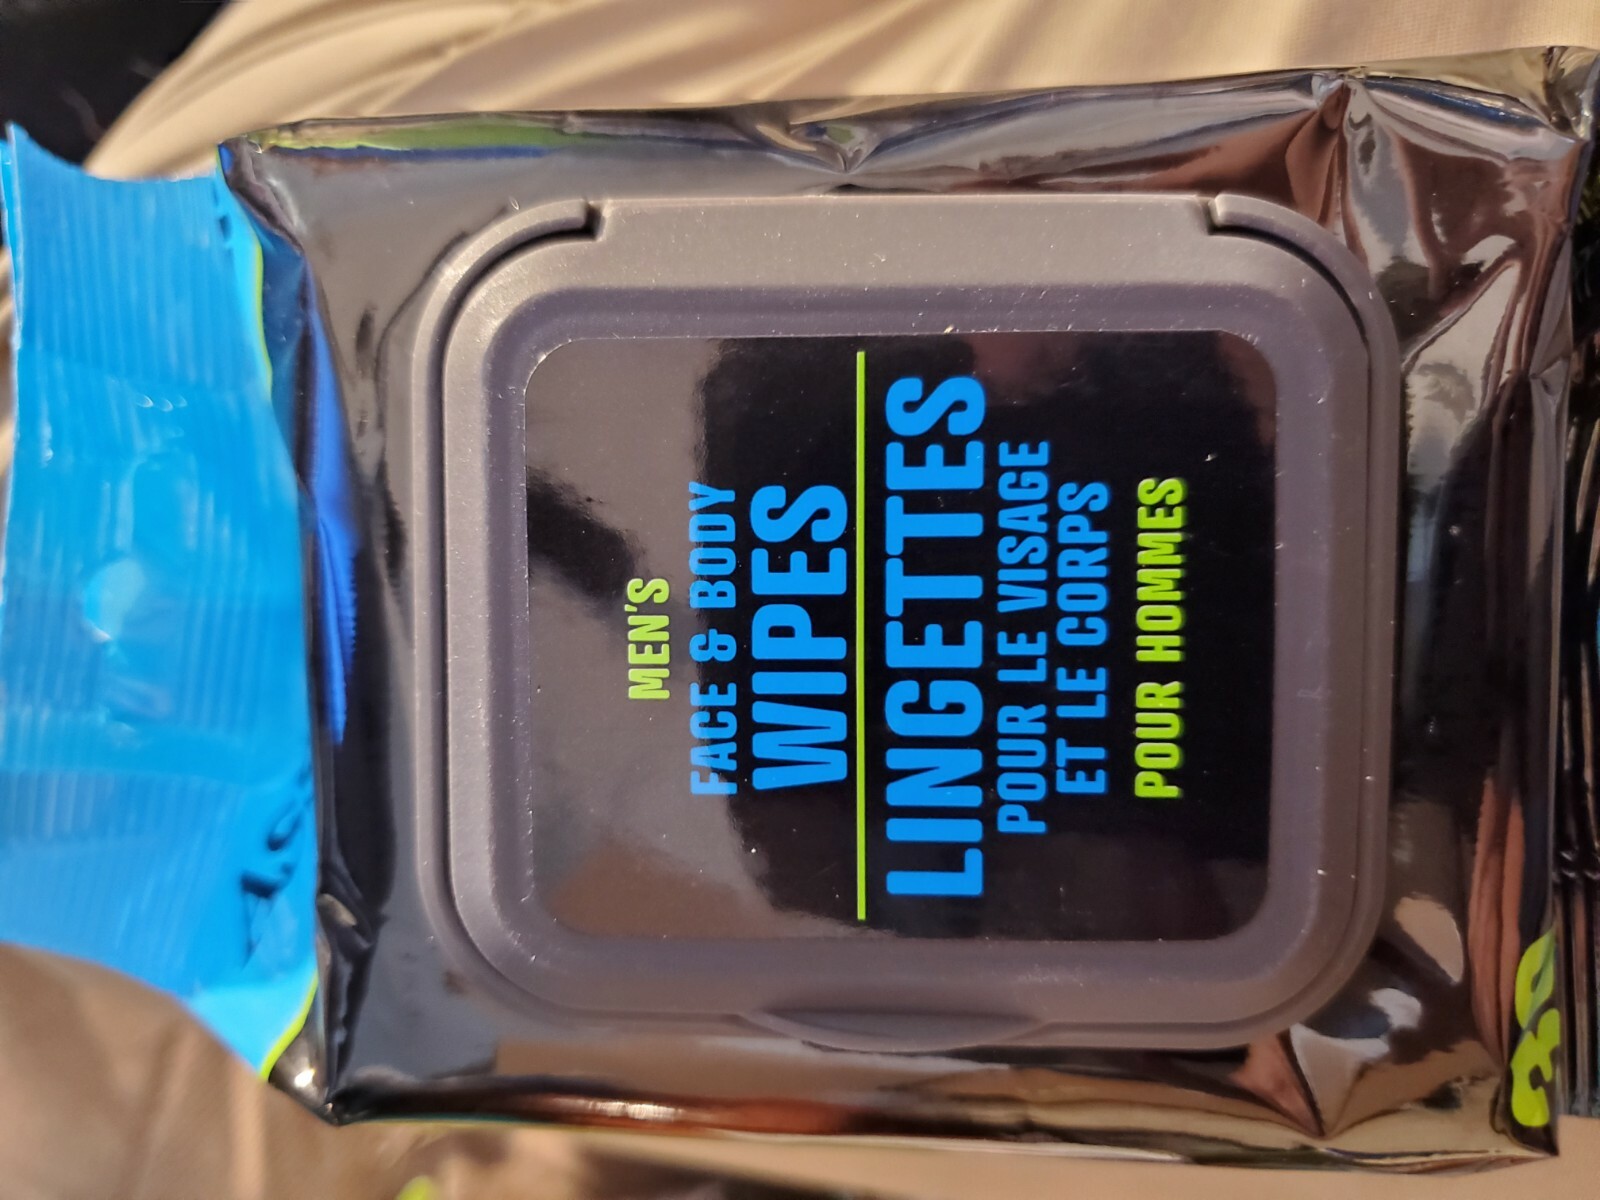 MEN'S
FACE & BODY
WIPES
LINGETTES
POUR LE VISAGE
ET LE CORPS
POUR HOMMES